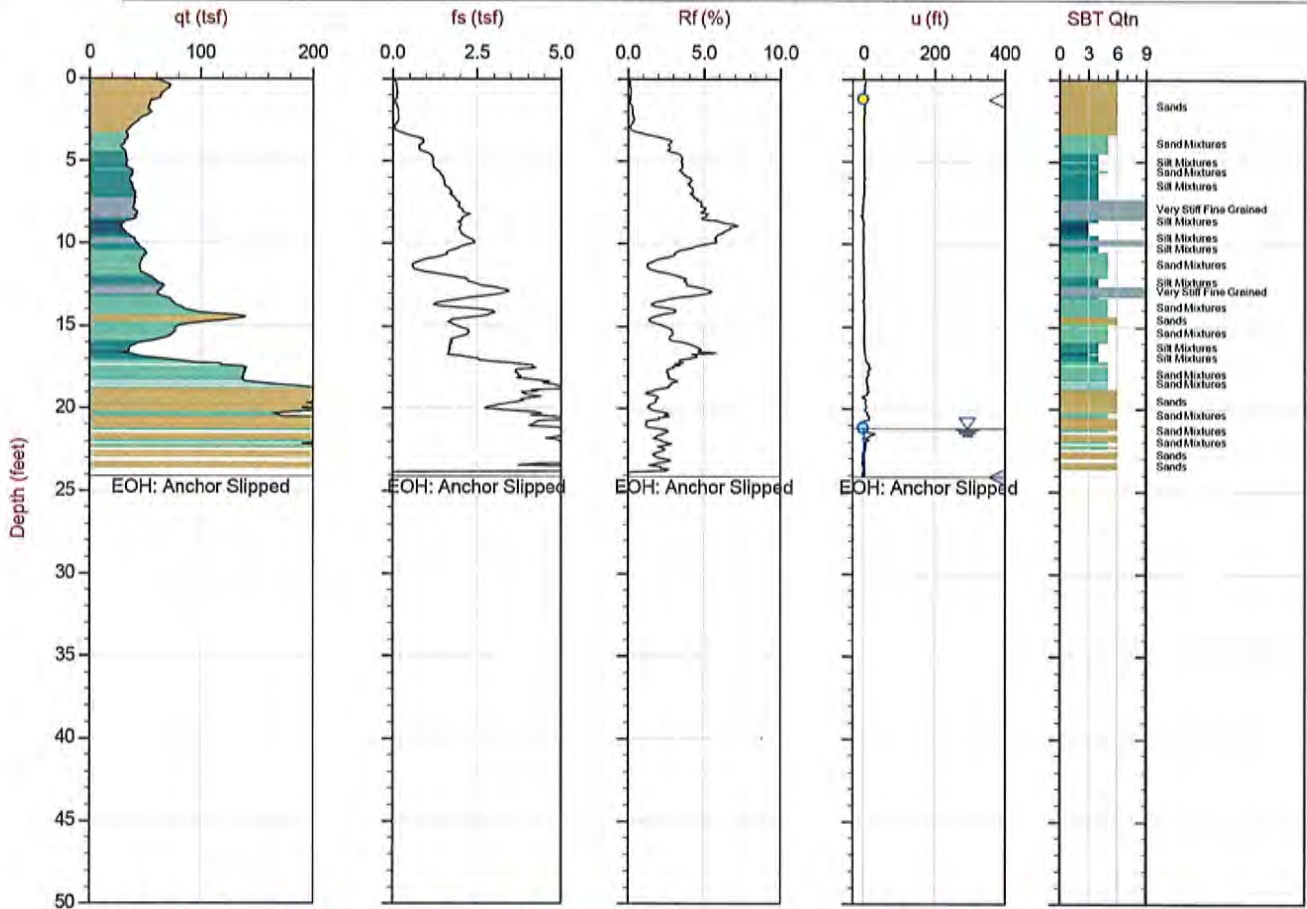 qt (tsf) fs (tsf) Rf (%) u (ft) SBT Qtn
0 100 200 0.0 2.5 5.0 0.0 5.0 10.0 0 200 400 0 3 6 9
0
5
10
15
20
25
30
35
40
45
50
Depth (feet)
Sands
Sand Mixtures
Silt Mixtures
Sand Mixtures
Silt Mixtures
Very Stiff Fine Grained
Silt Mixtures
Silt Mixtures
Silt Mixtures
Sand Mixtures
Silt Mixtures
Very Stiff Fine Grained
Sand Mixtures
Sands
Sand Mixtures
Silt Mixtures
Silt Mixtures
Sand Mixtures
Sand Mixtures
Sands
Sand Mixtures
Sand Mixtures
Sand Mixtures
Sands
Sands
EOH: Anchor Slipped EOH: Anchor Slipped EOH: Anchor Slipped